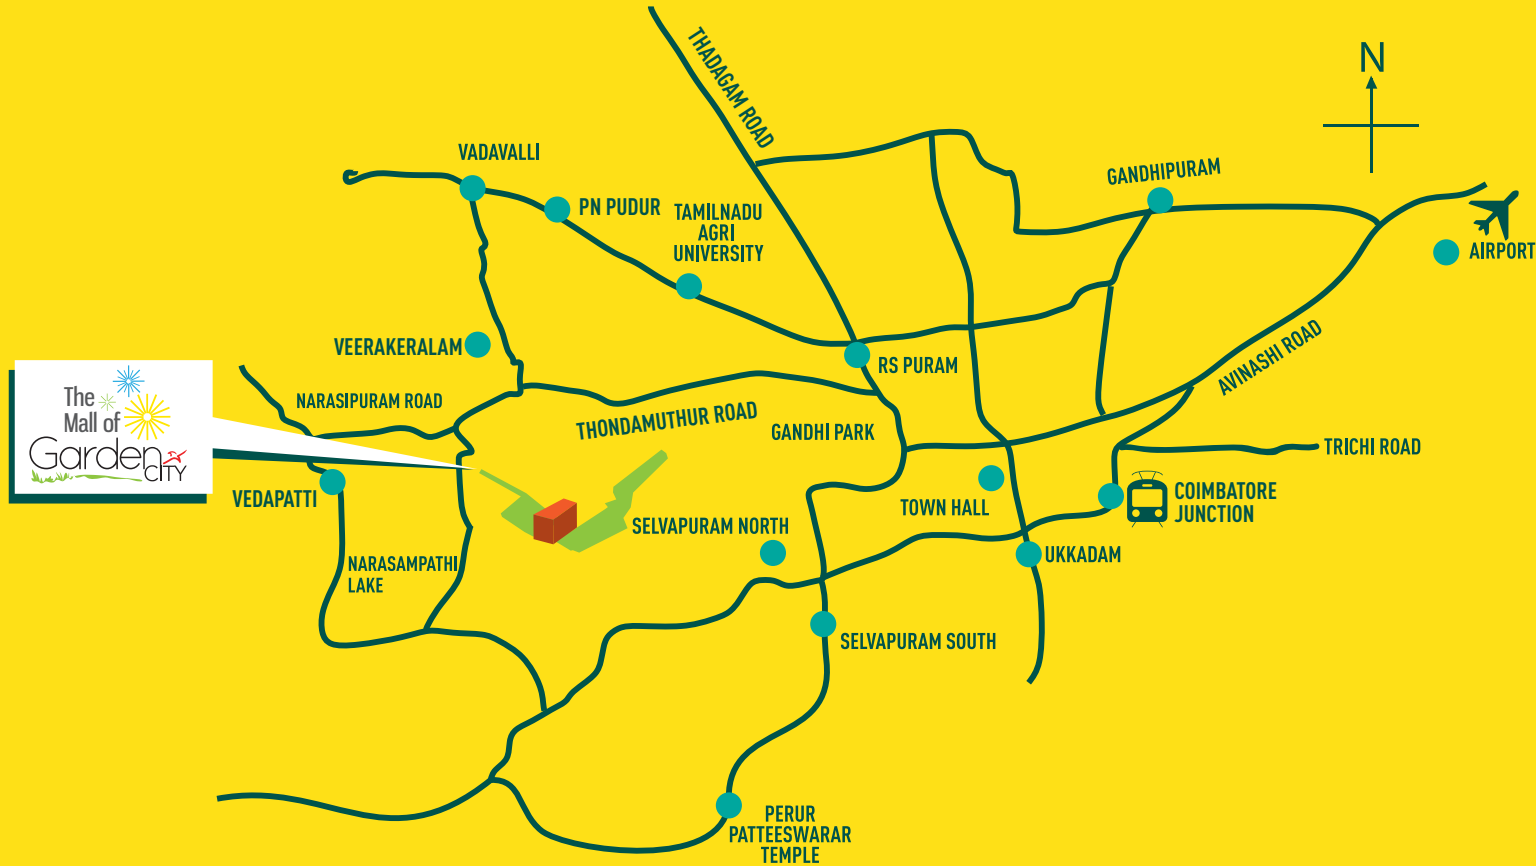 THADAGAM ROAD
N
VADAVALLI
GANDHIPURAM
PN PUDUR
TAMILNADU
AGRI
UNIVERSITY
AIRPORT
VEERAKERALAM
RS PURAM
AVINASHI ROAD
The
Mall of
Garden
CITY
NARASIPURAM ROAD
THONDAMUTHUR ROAD
GANDHI PARK
TRICHI ROAD
VEDAPATTI
TOWN HALL
COIMBATORE
JUNCTION
SELVAPURAM NORTH
UKKADAM
NARASAMPATHI
LAKE
SELVAPURAM SOUTH
PERUR
PATTEESWARAR
TEMPLE